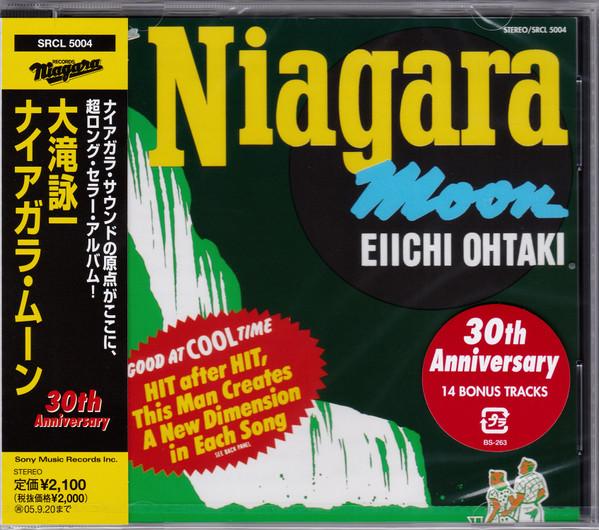 SRCL 5004
RECORDS
Niagara
ナイアガラ・サウンドの原点がここに、
超ロング・セラー・アルバム!
大滝詠一
ナイアガラ・ムーン
30th
Anniversary
Sony Music Records Inc.
STEREO
定価¥2,100
(税抜価格¥2,000)
㋹05.9.20まで
STEREO/SRCL 5004
Niagara
Moon
EIICHI OHTAKI
GOOD AT COOL TIME
HIT after HIT,
This Man Creates
A New Dimension
in Each Song
SEE BACK PANEL
30th
Anniversary
14 BONUS TRACKS
プラ
BS-263